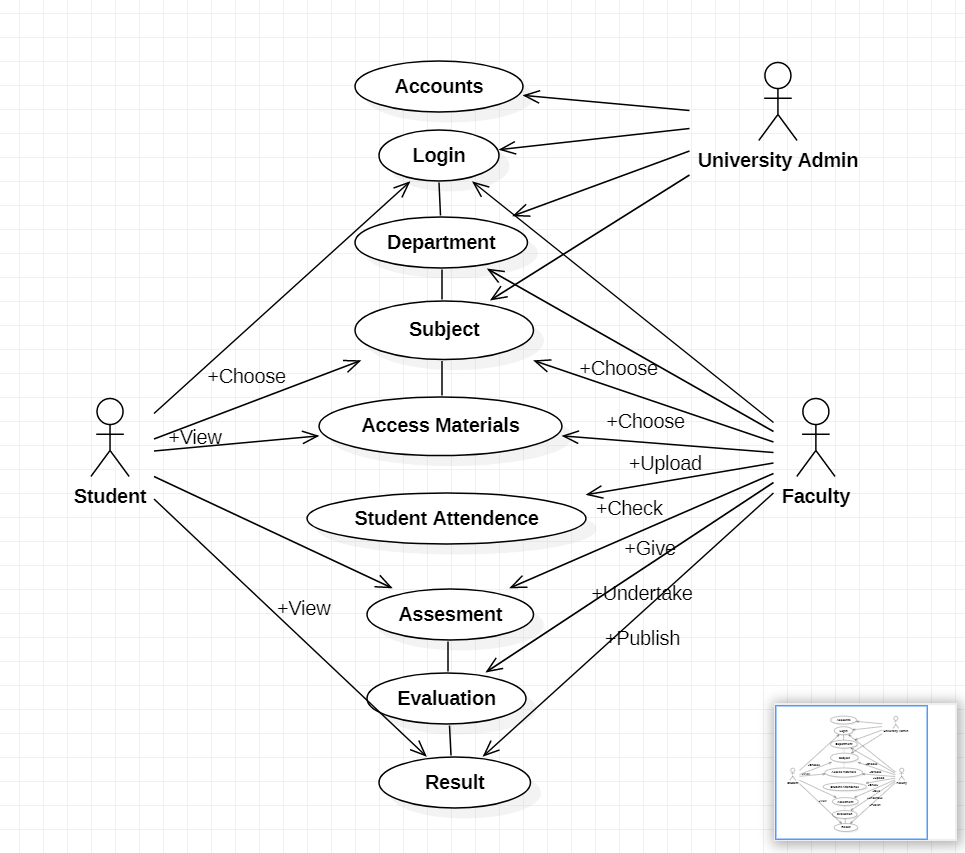 Accounts
Login
University Admin
Department
Subject
+Choose
+Choose
Access Materials
+Choose
+View
+Upload
Student
Faculty
Student Attendence
+Check
+Give
+Undertake
+View
Assesment
+Publish
Evaluation
Result